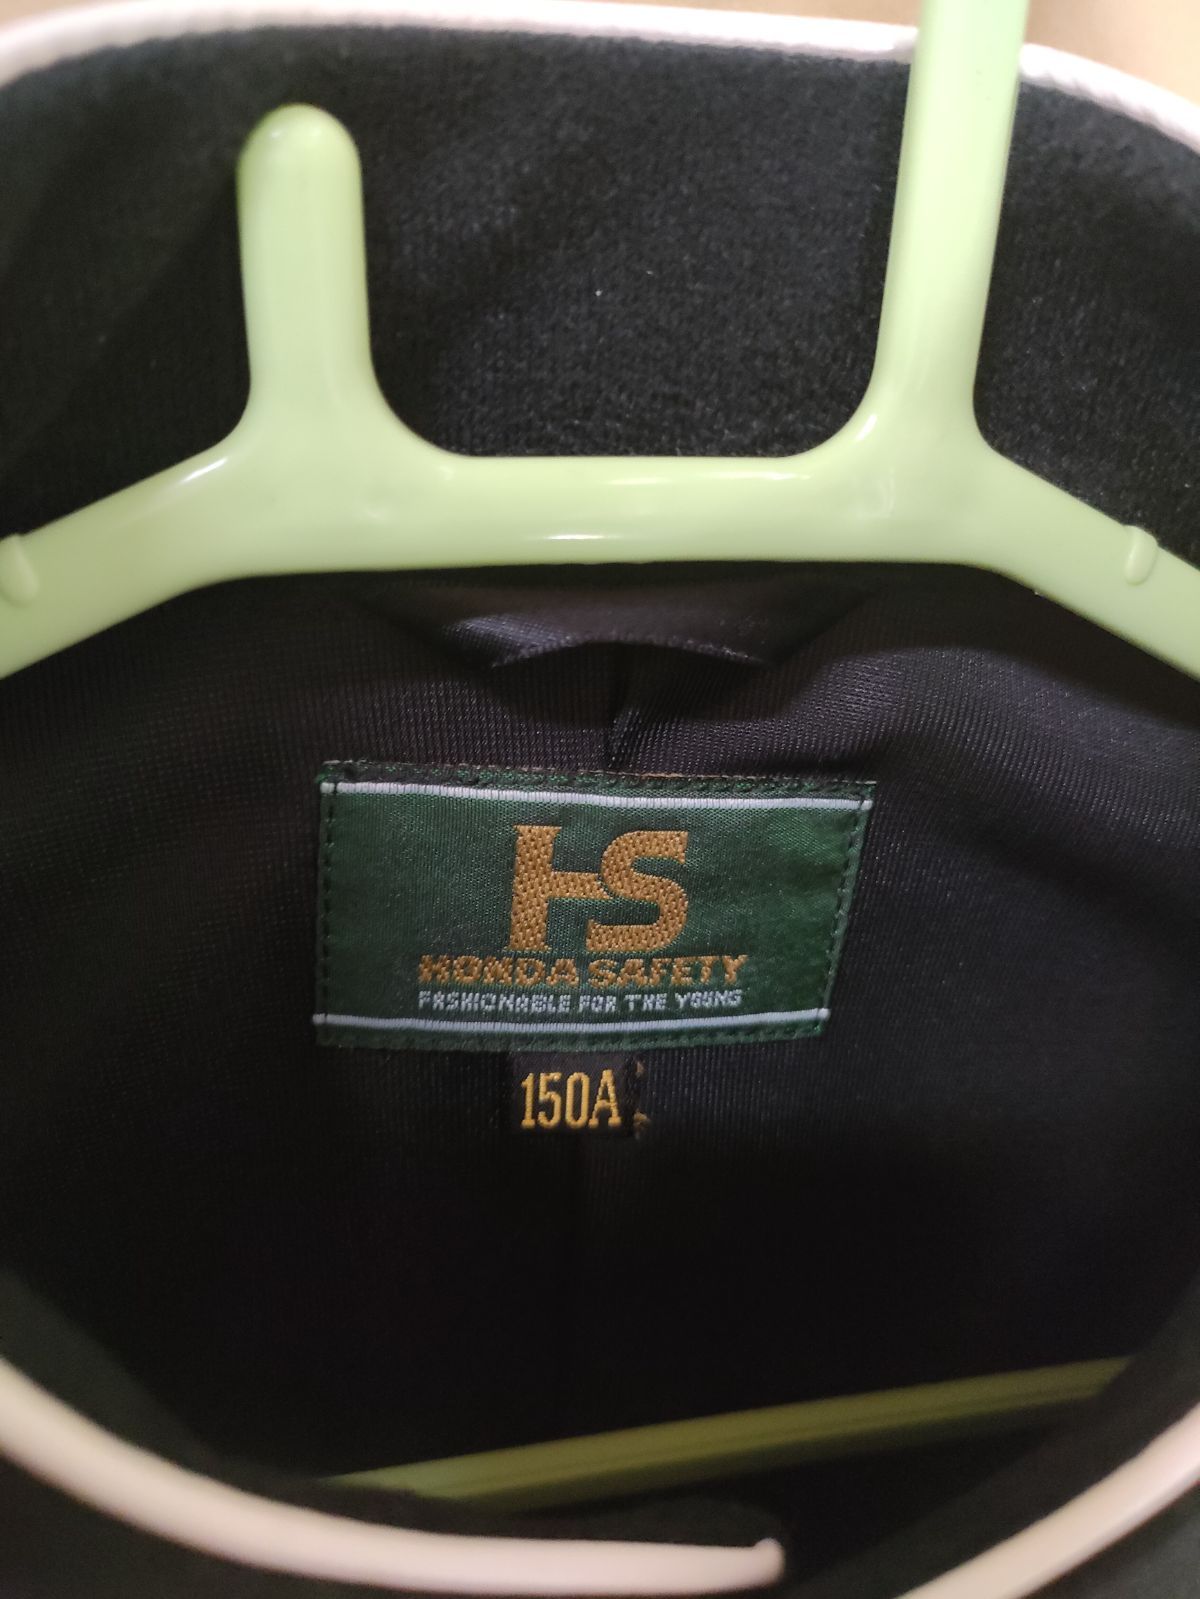 HS
HONDA SAFETY
FASHIONABLE FOR THE YOUNG
150A